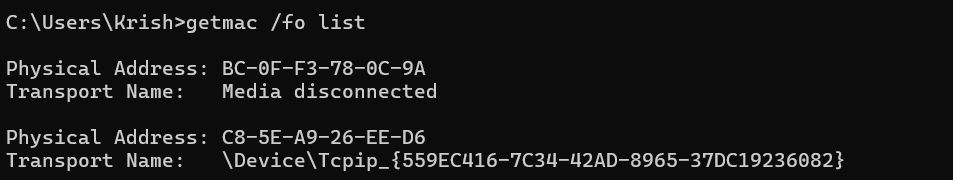 C:\Users\Krish>getmac /fo list
Physical Address: BC-0F-F3-78-0C-9A
Transport Name:   Media disconnected
Physical Address: C8-5E-A9-26-EE-D6
Transport Name:   \Device\Tcpip_{559EC416-7C34-42AD-8965-37DC19236082}